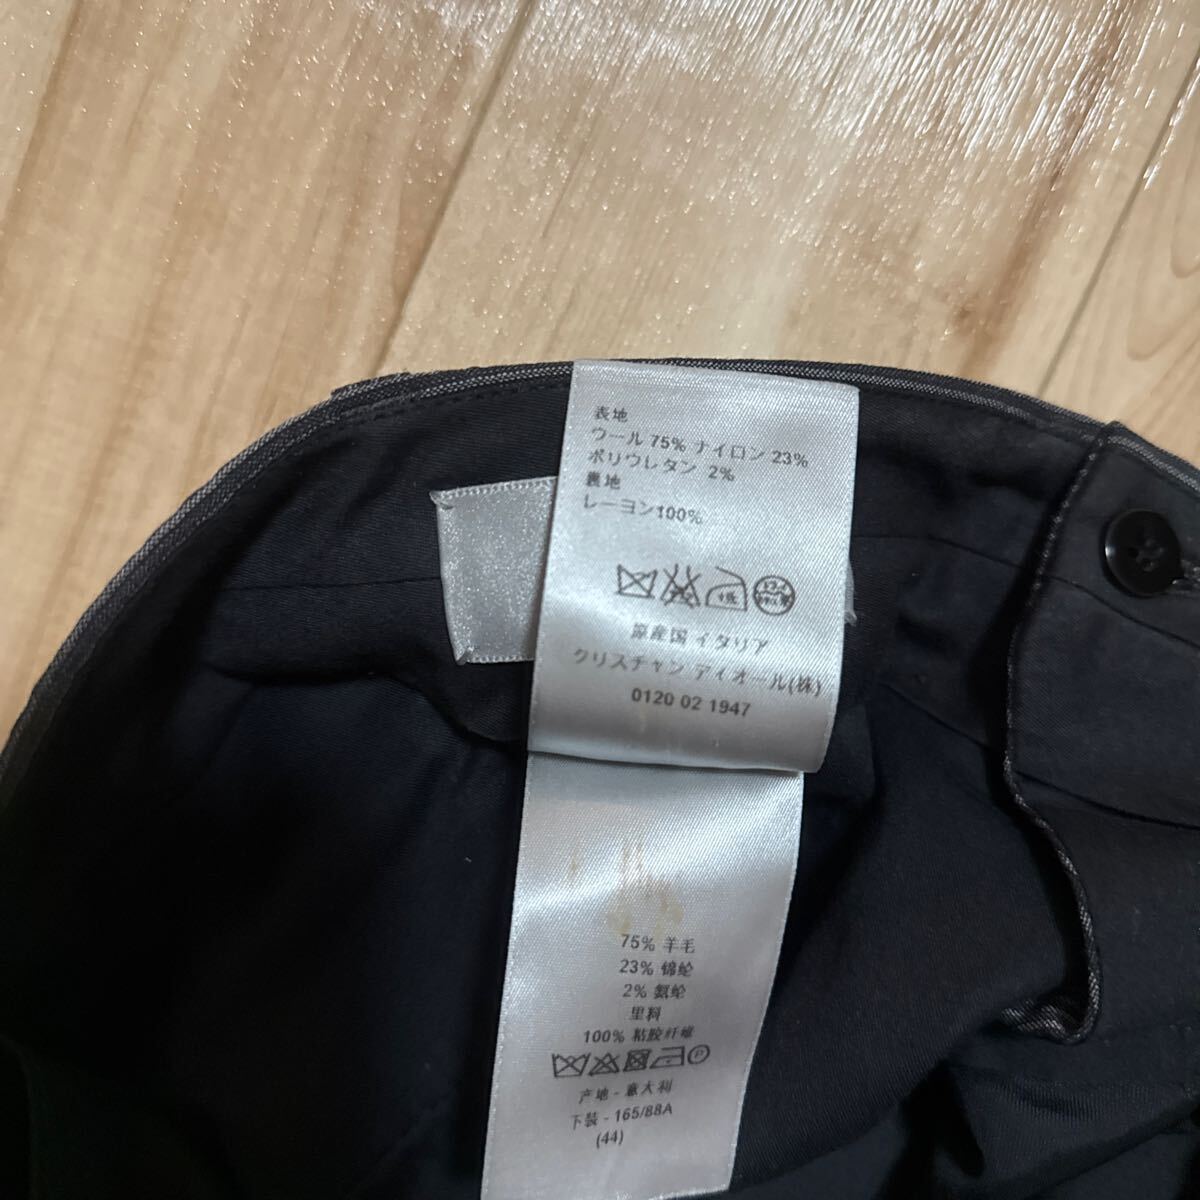 表地
ウール 75% ナイロン 23%
ポリウレタン 2%
裏地
レーヨン100%
原産国 イタリア
クリスチャン ディオール(株)
0120 02 1947
75% 羊毛
23% 锦纶
2% 氨纶
里料
100% 粘胶纤维
产地 - 意大利
下装 - 165/88A
(44)